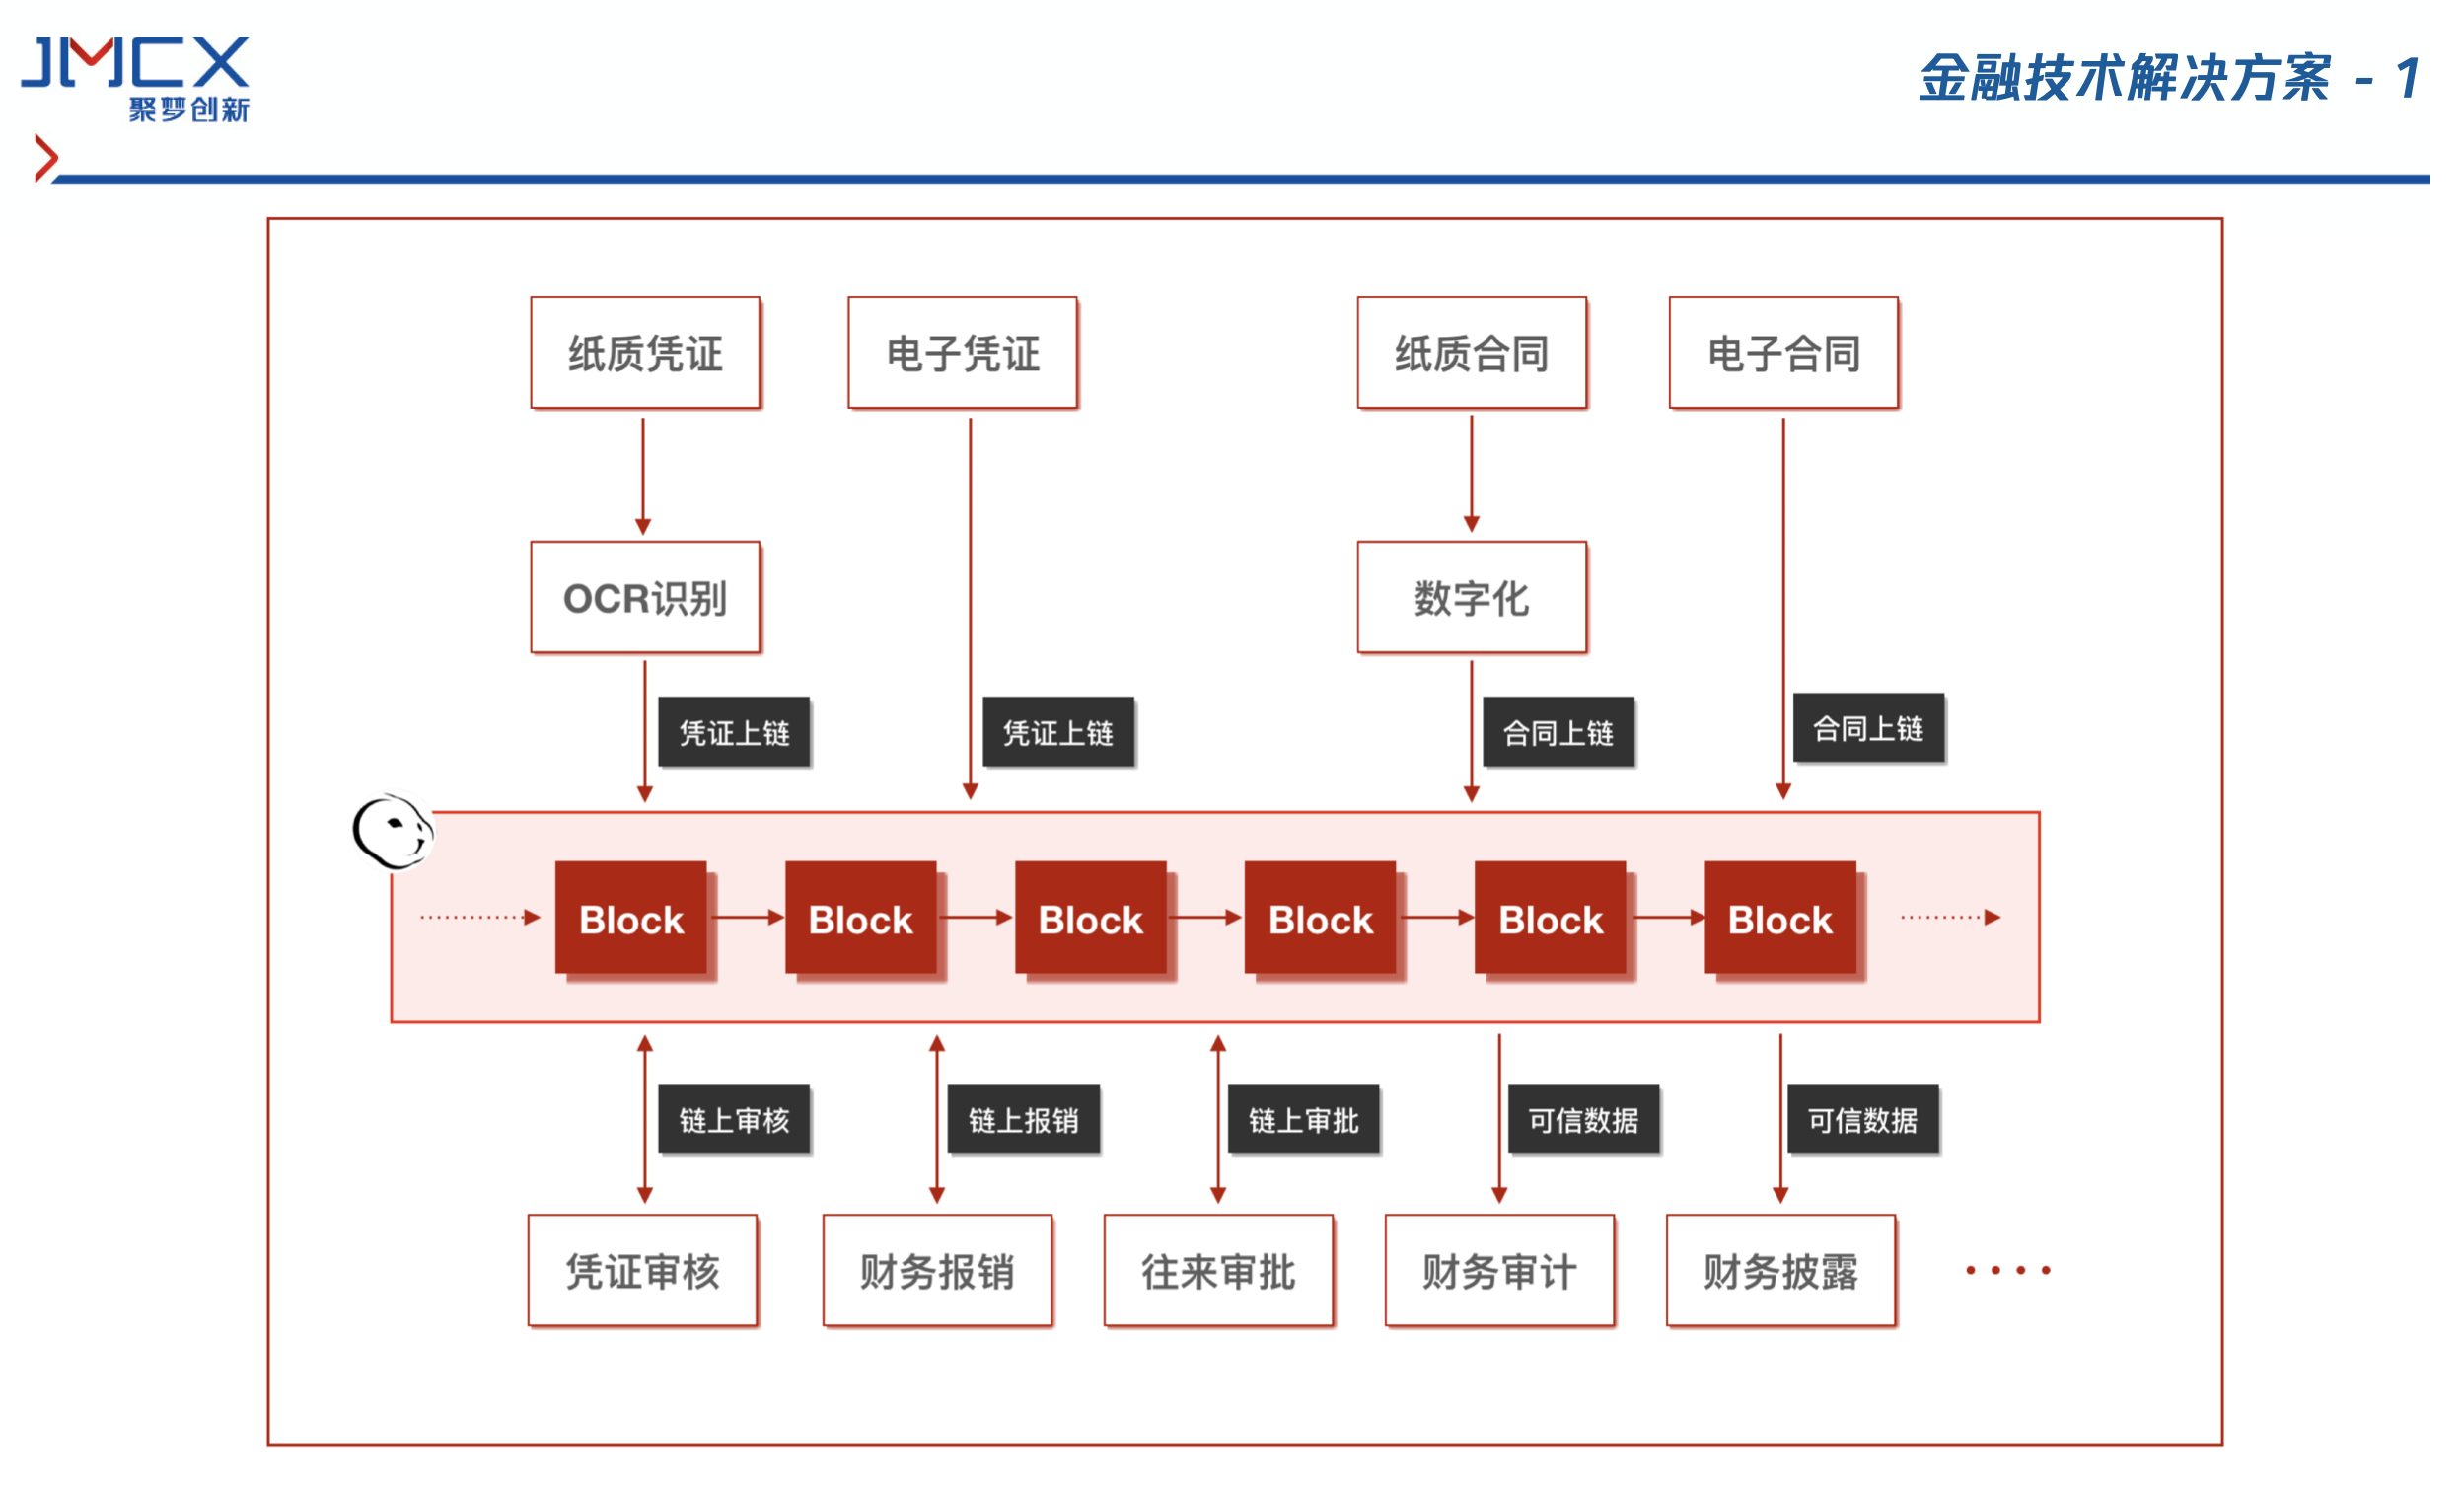 JMCX
聚梦创新
金融技术解决方案 - 1
纸质凭证
电子凭证
纸质合同
电子合同
OCR识别
数字化
凭证上链
凭证上链
合同上链
合同上链
Block
Block
Block
Block
Block
Block
链上审核
链上报销
链上审批
可信数据
可信数据
凭证审核
财务报销
往来审批
财务审计
财务披露